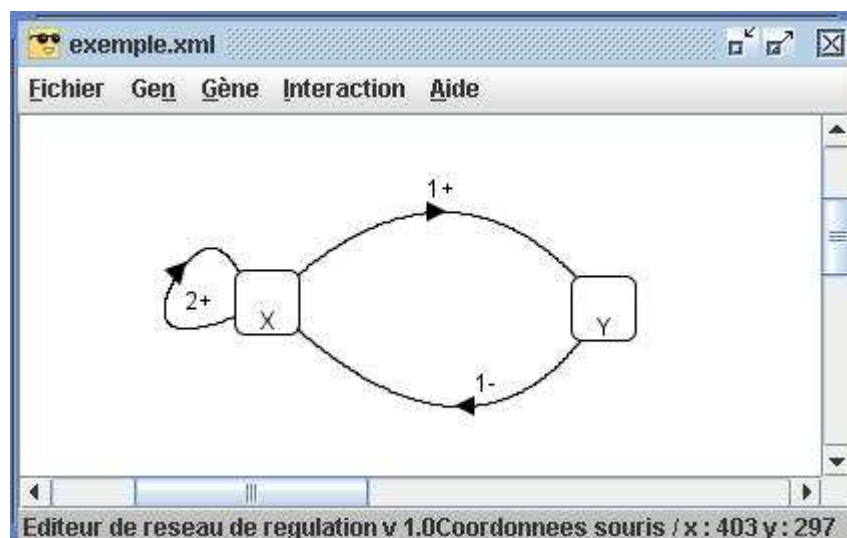 exemple.xml
Fichier Gen Gène Interaction Aide
1+
2+
X
Y
1-
Editeur de reseau de regulation v 1.0Coordonnees souris / x : 403 y : 297